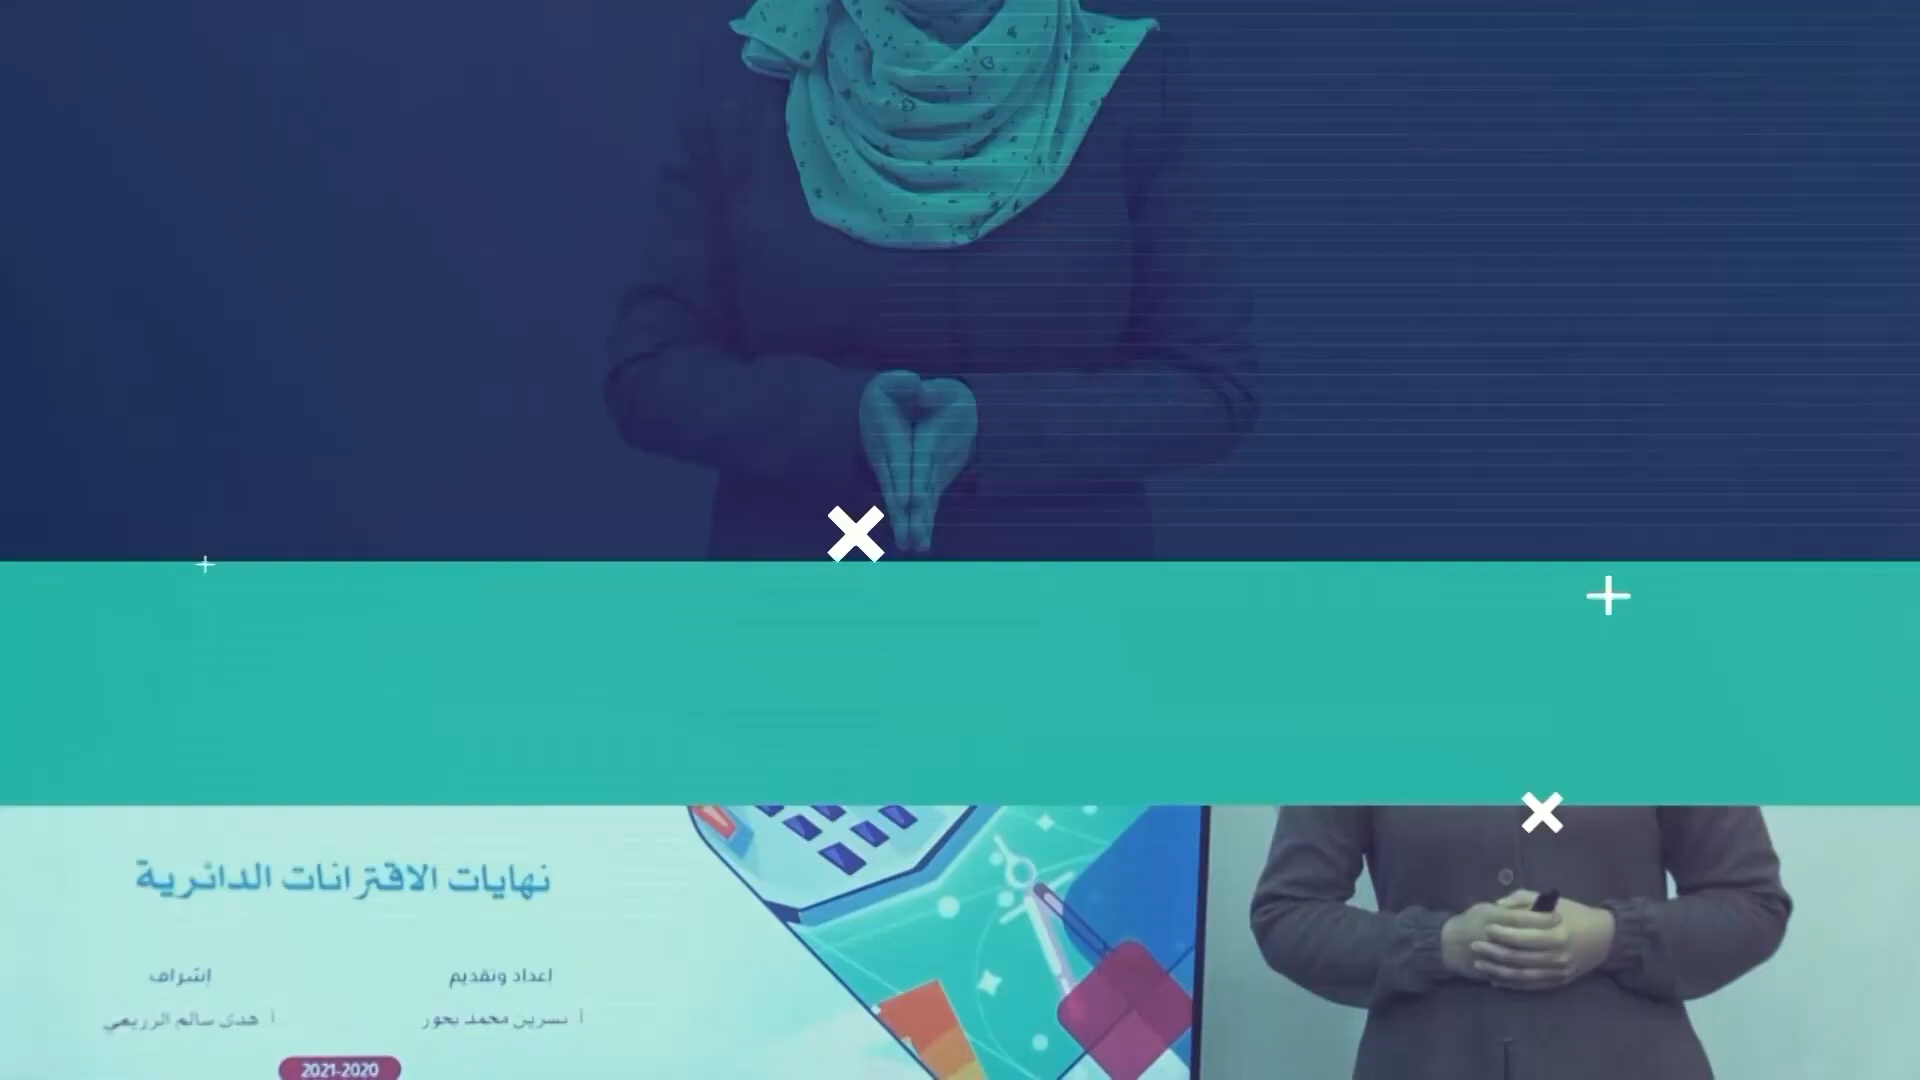 نهايات الاقترانات الدائرية
اعداد وتقديم
أ نسرين محمد بحور
إشراف
أ هدى سالم الزريعي
2021-2020